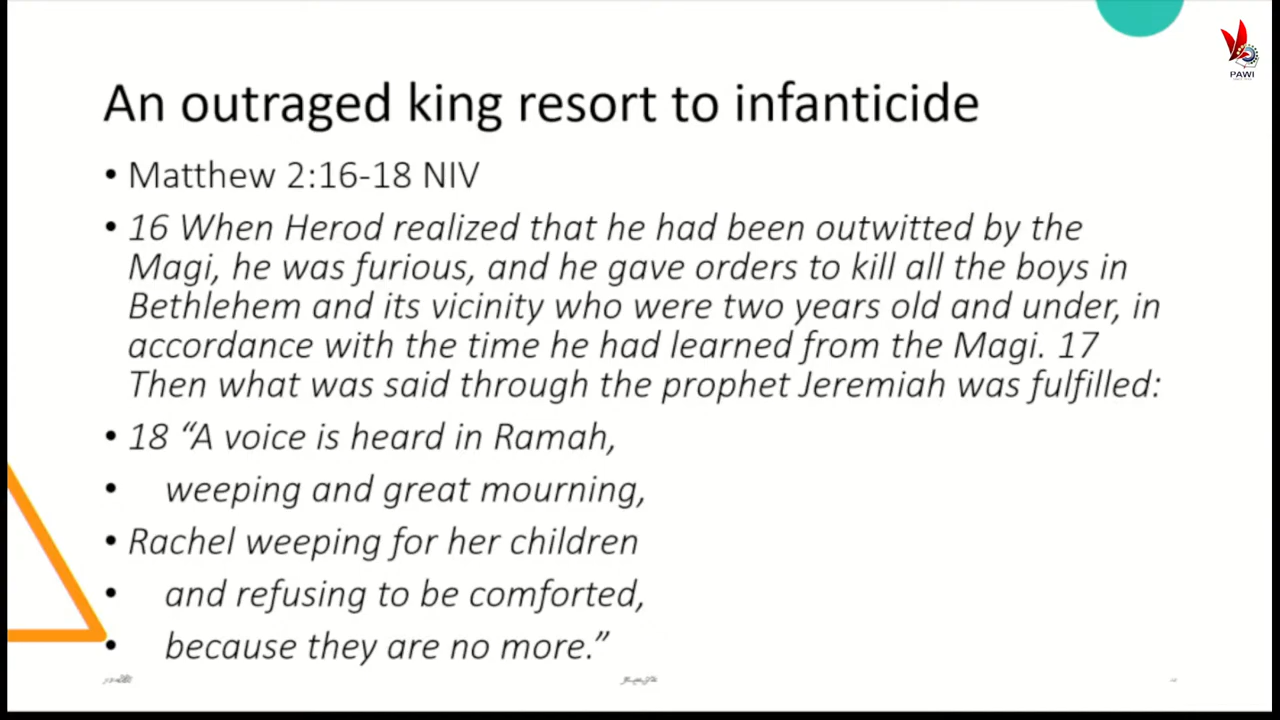 PAWI
An outraged king resort to infanticide
• Matthew 2:16-18 NIV
• 16 When Herod realized that he had been outwitted by the
Magi, he was furious, and he gave orders to kill all the boys in
Bethlehem and its vicinity who were two years old and under, in
accordance with the time he had learned from the Magi. 17
Then what was said through the prophet Jeremiah was fulfilled:
• 18 “A voice is heard in Ramah,
• weeping and great mourning,
• Rachel weeping for her children
• and refusing to be comforted,
• because they are no more.”